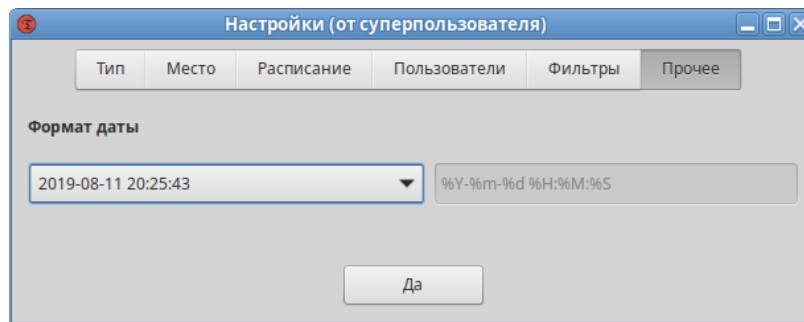 Настройки (от суперпользователя)
Тип Место Расписание Пользователи Фильтры Прочее
Формат даты
2019-08-11 20:25:43 %Y-%m-%d %H:%M:%S
Да